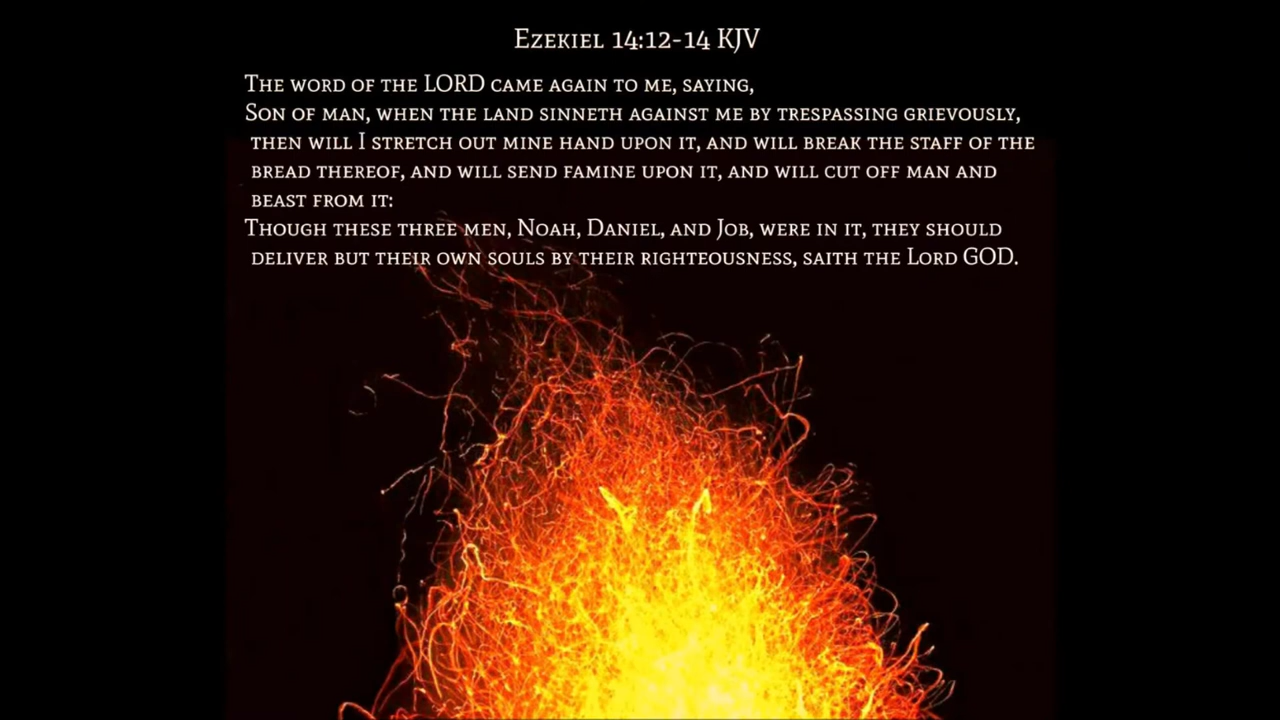 Ezekiel 14:12-14 KJV
The word of the LORD came again to me, saying,
Son of man, when the land sinneth against me by trespassing grievously,
then will I stretch out mine hand upon it, and will break the staff of the
bread thereof, and will send famine upon it, and will cut off man and
beast from it:
Though these three men, Noah, Daniel, and Job, were in it, they should
deliver but their own souls by their righteousness, saith the Lord GOD.